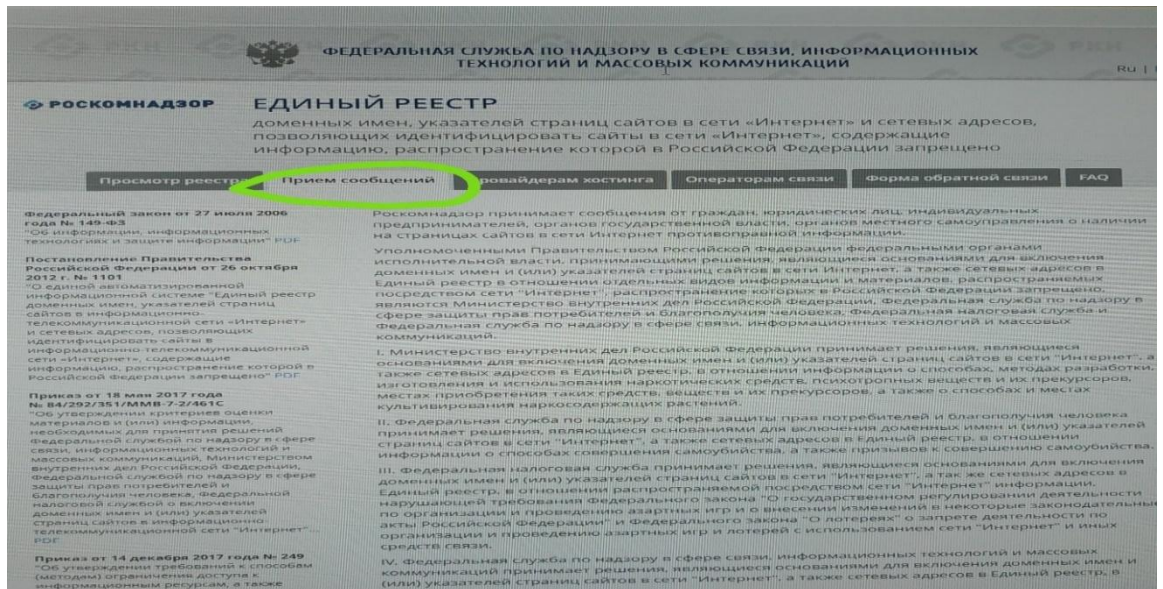 ФЕДЕРАЛЬНАЯ СЛУЖБА ПО НАДЗОРУ В СФЕРЕ СВЯЗИ, ИНФОРМАЦИОННЫХ
ТЕХНОЛОГИЙ И МАССОВЫХ КОММУНИКАЦИЙ
Ru |
РОСКОМНАДЗОР
ЕДИНЫЙ РЕЕСТР
доменных имен, указателей страниц сайтов в сети «Интернет» и сетевых адресов,
позволяющих идентифицировать сайты в сети «Интернет», содержащие
информацию, распространение которой в Российской Федерации запрещено
Просмотр реестра Прием сообщений Провайдерам хостинга Операторам связи Форма обратной связи FAQ
Федеральный закон от 27 июля 2006
года № 149-ФЗ
"Об информации, информационных
технологиях и защите информации" PDF
Постановление Правительства
Российской Федерации от 26 октября
2012 г. № 1101
"О единой автоматизированной
информационной системе "Единый реестр
доменных имен, указателей страниц
сайтов в информационно-
телекоммуникационной сети «Интернет»
и сетевых адресов, позволяющих
идентифицировать сайты в
информационно-телекоммуникационной
сети «Интернет», содержащие
информацию, распространение которой в
Российской Федерации запрещено" PDF
Приказ от 18 мая 2017 года
№ 84/292/351/ММВ-7-2/461С
"Об утверждении критериев оценки
материалов и (или) информации,
необходимых для принятия решений
Федеральной службой по надзору в сфере
связи, информационных технологий и
массовых коммуникаций, Министерством
внутренних дел Российской Федерации,
Федеральной службой по надзору в сфере
защиты прав потребителей и
благополучия человека, Федеральной
налоговой службой о включении
доменных имен и (или) указателей
страниц сайтов в информационно-
телекоммуникационной сети "Интернет".
PDF
Приказ от 14 декабря 2017 года № 249
"Об утверждении требований к способам
(методам) ограничения доступа к
информационным ресурсам, а также
Роскомнадзор принимает сообщения от граждан, юридических лиц, индивидуальных
предпринимателей, органов государственной власти, органов местного самоуправления о наличии
на страницах сайтов в сети Интернет противоправной информации.
Уполномоченными Правительством Российской Федерации федеральными органами
исполнительной власти, принимающими решения, являющиеся основаниями для включения
доменных имен и (или) указателей страниц сайтов в сети Интернет, а также сетевых адресов в
Единый реестр в отношении отдельных видов информации и материалов, распространяемых
посредством сети "Интернет", распространение которых в Российской Федерации запрещено,
являются Министерство внутренних дел Российской Федерации, Федеральная служба по надзору в
сфере защиты прав потребителей и благополучия человека, Федеральная налоговая служба и
Федеральная служба по надзору в сфере связи, информационных технологий и массовых
коммуникаций.
I. Министерство внутренних дел Российской Федерации принимает решения, являющиеся
основаниями для включения доменных имен и (или) указателей страниц сайтов в сети "Интернет", а
также сетевых адресов в Единый реестр, в отношении информации о способах, методах разработки,
изготовления и использования наркотических средств, психотропных веществ и их прекурсоров,
местах приобретения таких средств, веществ и их прекурсоров, а также о способах и местах
культивирования наркосодержащих растений.
II. Федеральная служба по надзору в сфере защиты прав потребителей и благополучия человека
принимает решения, являющиеся основаниями для включения доменных имен и (или) указателей
страниц сайтов в сети "Интернет", а также сетевых адресов в Единый реестр, в отношении
информации о способах совершения самоубийства, а также призывов к совершению самоубийства.
III. Федеральная налоговая служба принимает решения, являющиеся основаниями для включения
доменных имен и (или) указателей страниц сайтов в сети "Интернет", а так же сетевых адресов в
Единый реестр, в отношении распространяемой посредством сети "Интернет" информации,
нарушающей требования Федерального закона "О государственном регулировании деятельности
по организации и проведению азартных игр и о внесении изменений в некоторые законодательные
акты Российской Федерации" и Федерального закона "О лотереях" о запрете деятельности по
организации и проведению азартных игр и лотерей с использованием сети "Интернет" и иных
средств связи.
IV. Федеральная служба по надзору в сфере связи, информационных технологий и массовых
коммуникаций принимает решения, являющиеся основаниями для включения доменных имен и
(или) указателей страниц сайтов в сети "Интернет", а также сетевых адресов в Единый реестр, в